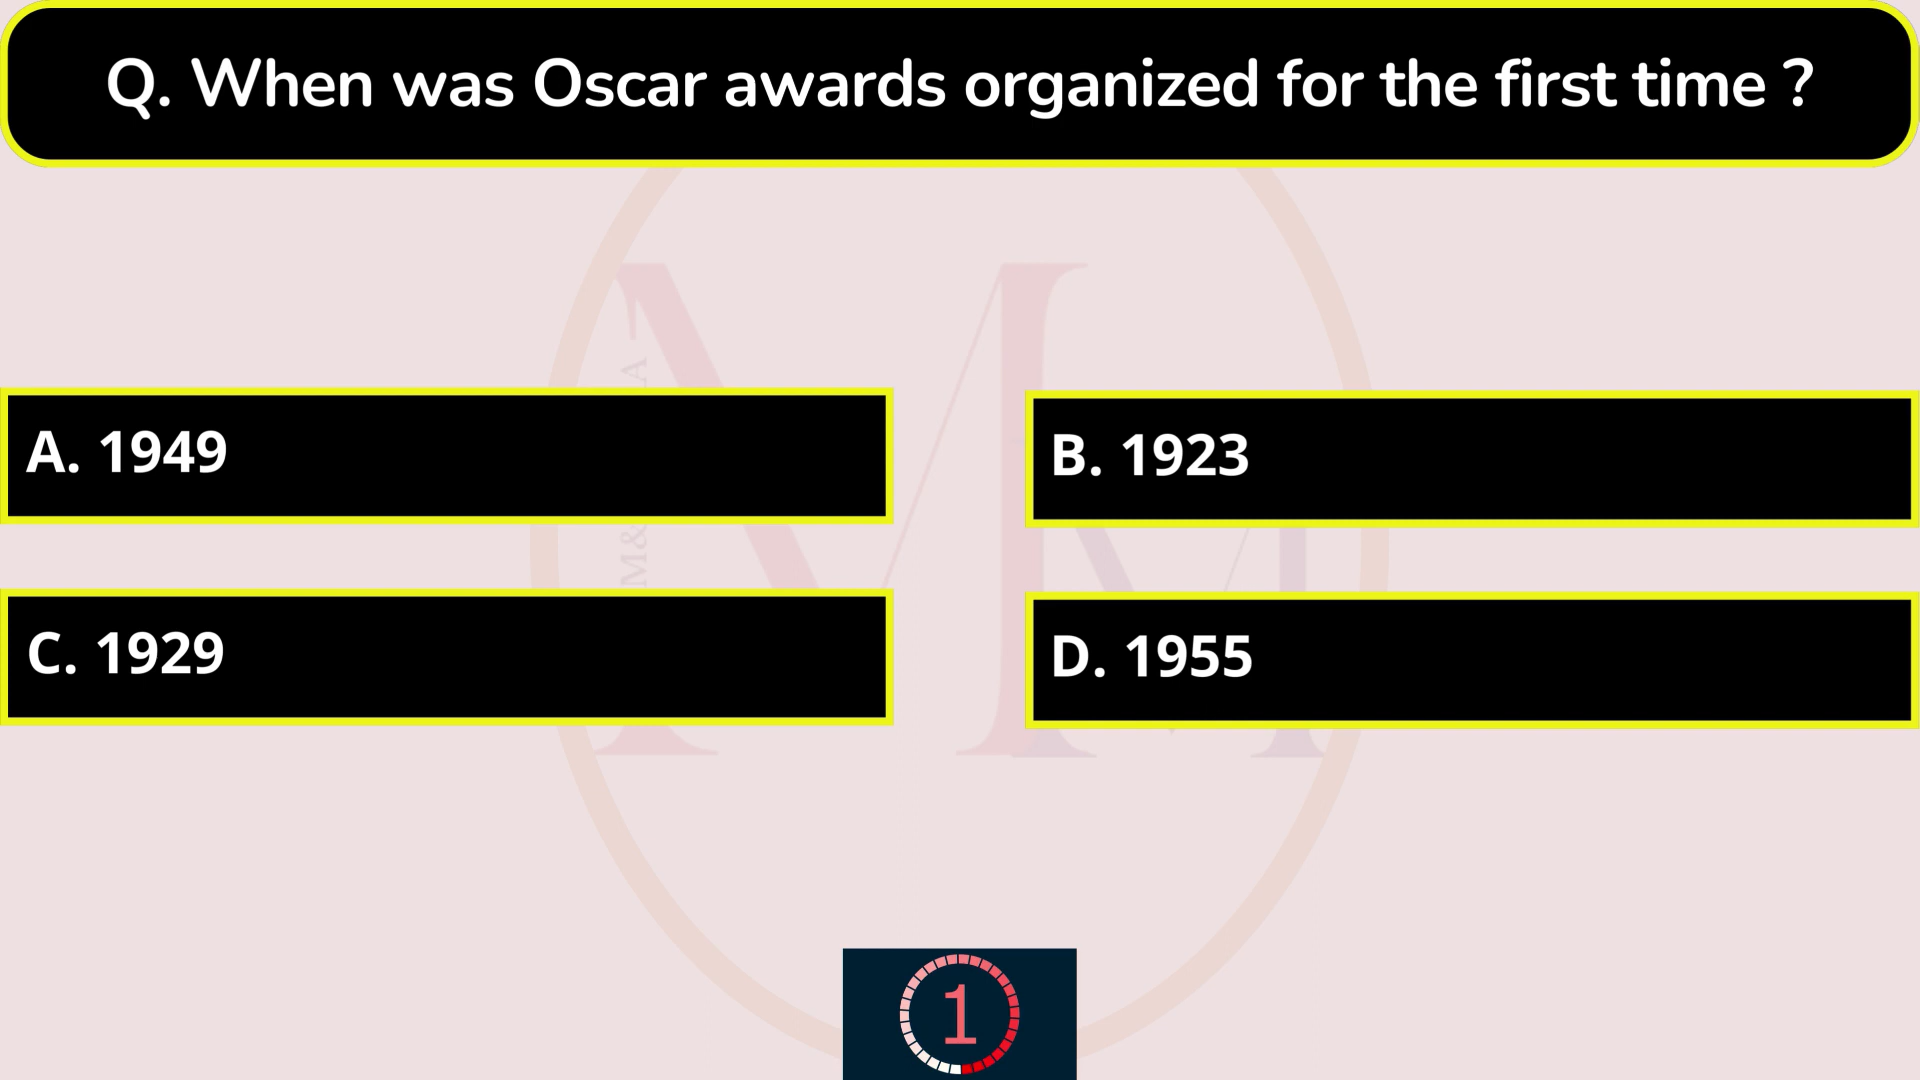 Q. When was Oscar awards organized for the first time ?
A. 1949
B. 1923
C. 1929
D. 1955
1